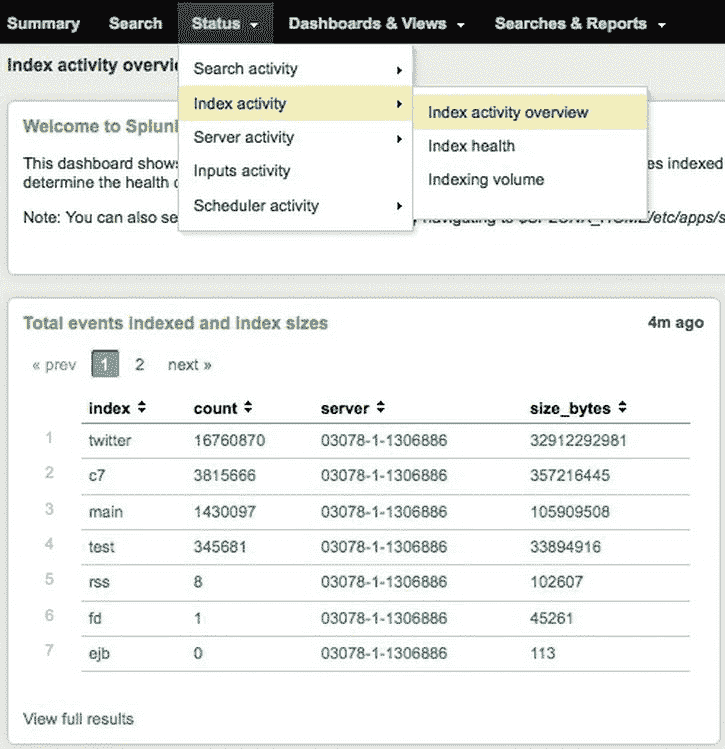 Summary Search Status Dashboards & Views Searches & Reports
Index activity overvi
Search activity
Index activity
Server activity
Inputs activity
Scheduler activity
Index activity overview
Index health
Indexing volume
Welcome to Splun
This dashboard shows es indexed
determine the health
Note: You can also se navigating to $SPLUNK_HOME/etc/apps/s
Total events indexed and index sizes 4m ago
« prev 1 2 next »
index count server size_bytes
1 twitter 16760870 03078-1-1306886 32912292981
2 c7 3815666 03078-1-1306886 357216445
3 main 1430097 03078-1-1306886 105909508
4 test 345681 03078-1-1306886 33894916
5 rss 8 03078-1-1306886 102607
6 fd 1 03078-1-1306886 45261
7 ejb 0 03078-1-1306886 113
View full results